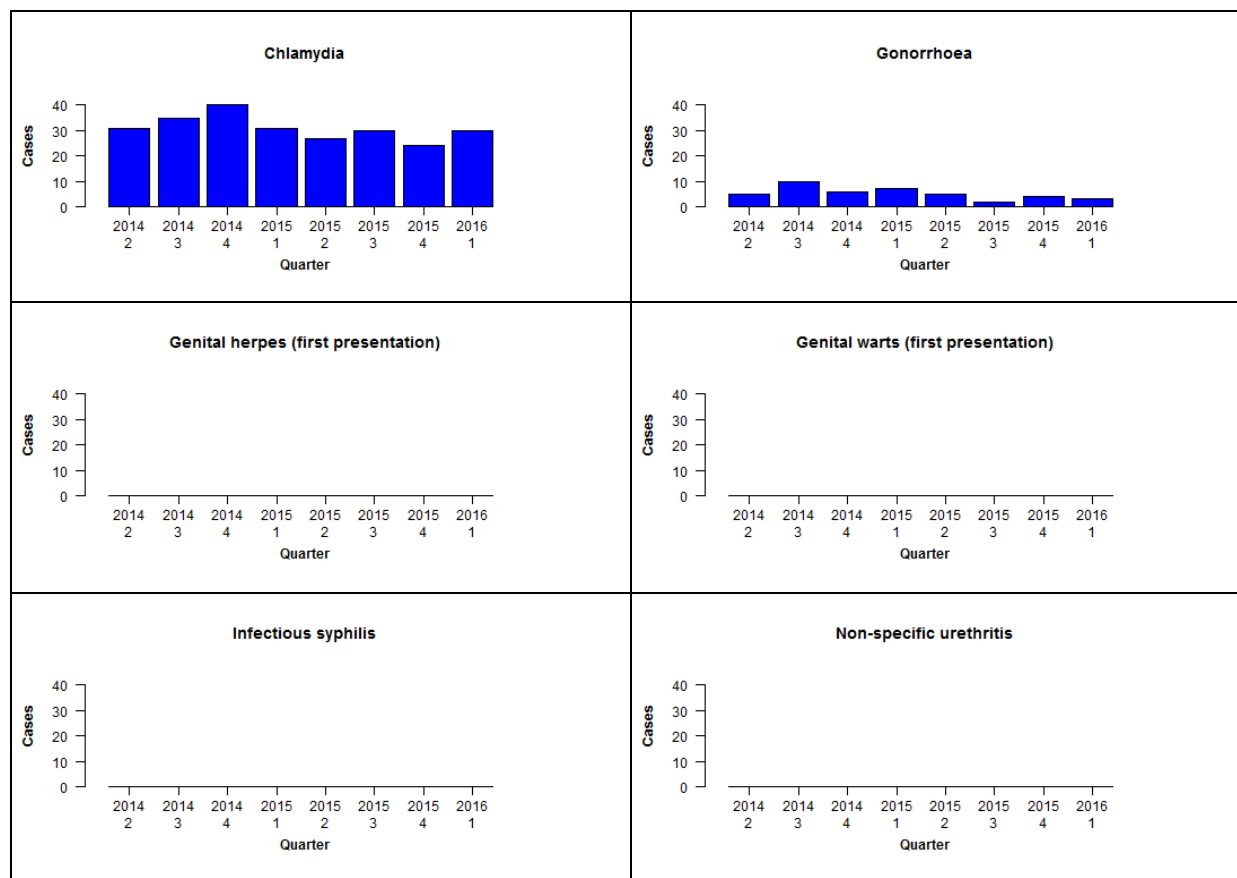 Chlamydia
Cases
40
30
20
10
0
2014 2014 2014 2015 2015 2015 2015 2016
2 3 4 1 2 3 4 1
Quarter
Gonorrhoea
Cases
40
30
20
10
0
2014 2014 2014 2015 2015 2015 2015 2016
2 3 4 1 2 3 4 1
Quarter
Genital herpes (first presentation)
Cases
40
30
20
10
0
2014 2014 2014 2015 2015 2015 2015 2016
2 3 4 1 2 3 4 1
Quarter
Genital warts (first presentation)
Cases
40
30
20
10
0
2014 2014 2014 2015 2015 2015 2015 2016
2 3 4 1 2 3 4 1
Quarter
Infectious syphilis
Cases
40
30
20
10
0
2014 2014 2014 2015 2015 2015 2015 2016
2 3 4 1 2 3 4 1
Quarter
Non-specific urethritis
Cases
40
30
20
10
0
2014 2014 2014 2015 2015 2015 2015 2016
2 3 4 1 2 3 4 1
Quarter